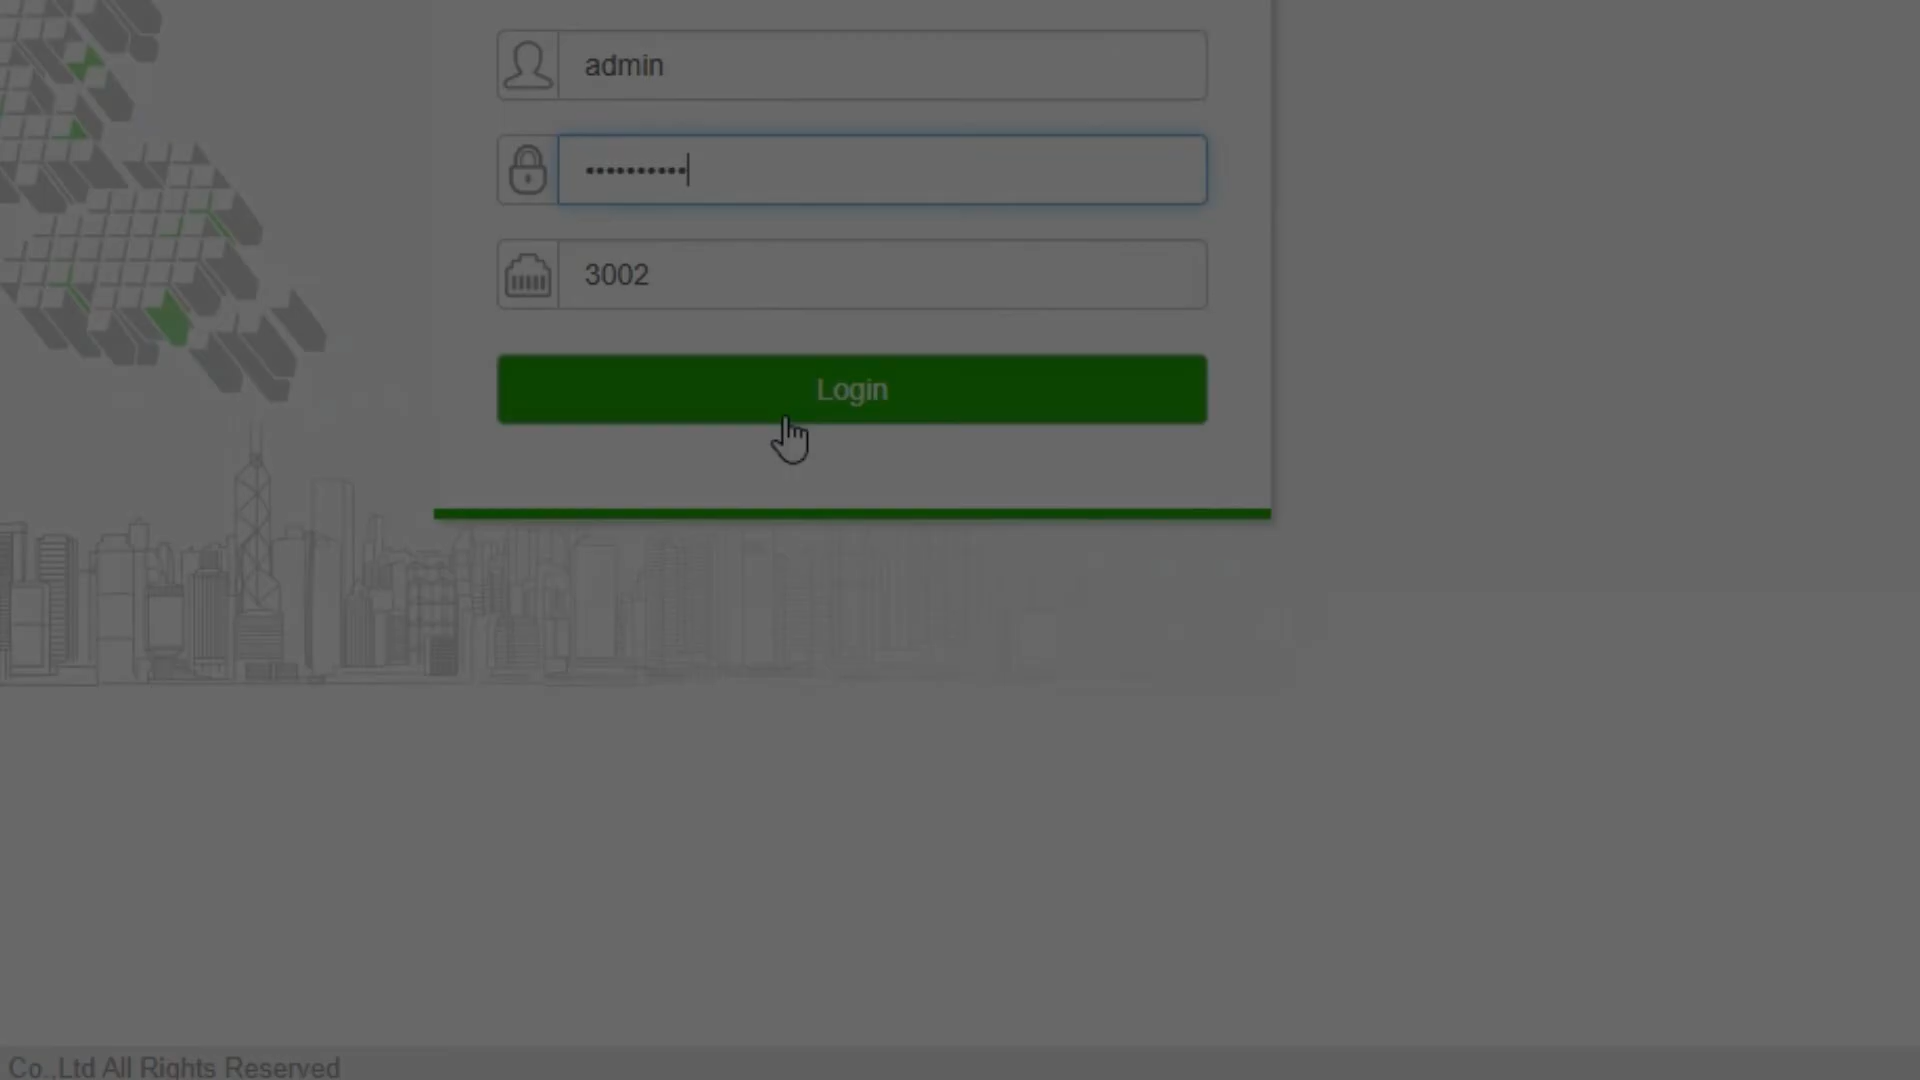 admin
••••••••••
3002
Login
Co.,Ltd All Rights Reserved